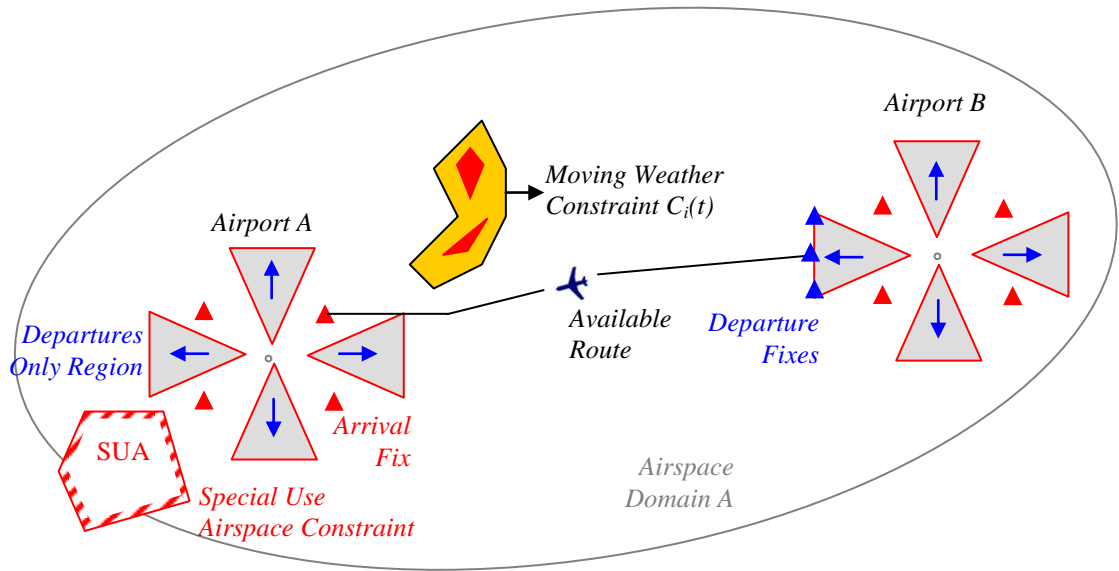 Airport B
Moving Weather
Constraint Cᵢ(t)
Airport A
Available
Route
Departure
Fixes
Departures
Only Region
Arrival
Fix
SUA
Special Use
Airspace Constraint
Airspace
Domain A